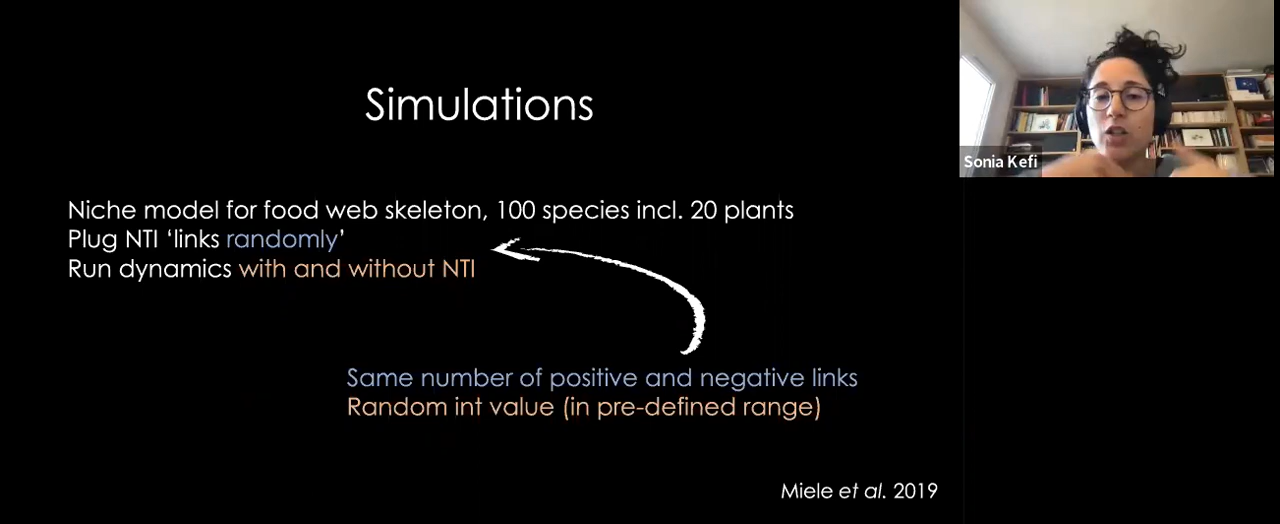 Simulations
Sonia Kefi
Niche model for food web skeleton, 100 species incl. 20 plants
Plug NTI ‘links randomly’
Run dynamics with and without NTI
Same number of positive and negative links
Random int value (in pre-defined range)
Miele et al. 2019